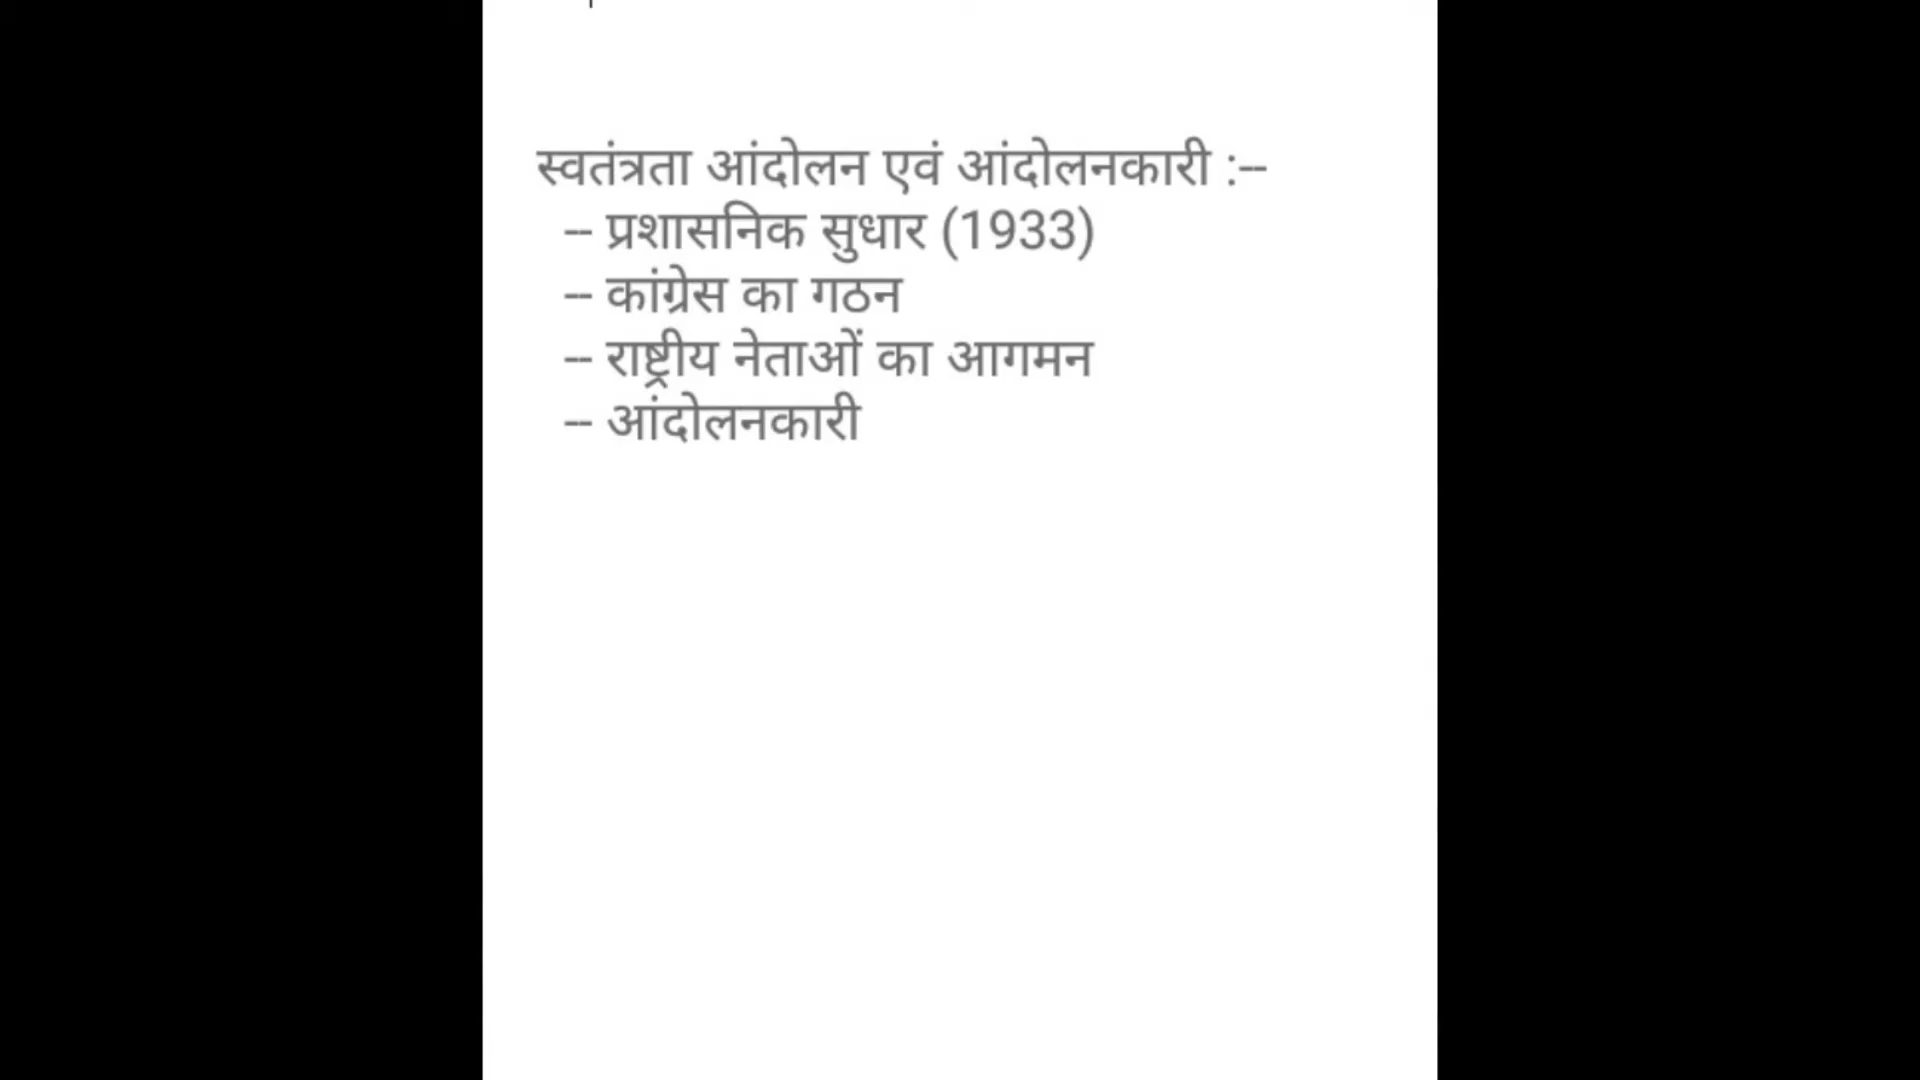 स्वतंत्रता आंदोलन एवं आंदोलनकारी :--
-- प्रशासनिक सुधार (1933)
-- कांग्रेस का गठन
-- राष्ट्रीय नेताओं का आगमन
-- आंदोलनकारी